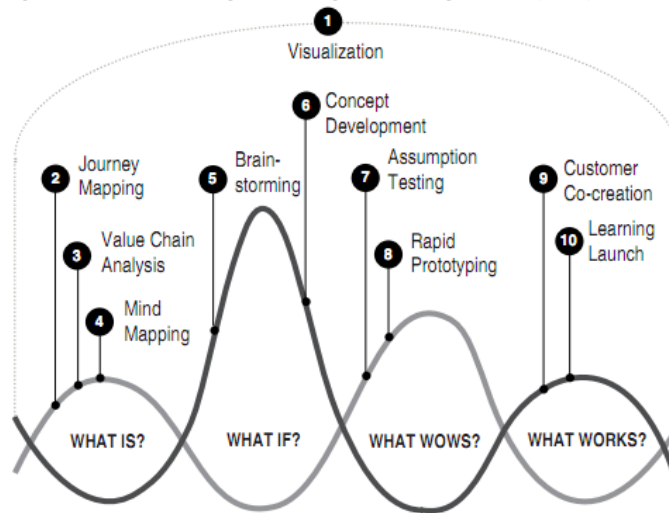 1
Visualization
6
Concept
Development
2
Journey
Mapping
5
Brain-
storming
7
Assumption
Testing
9
Customer
Co-creation
3
Value Chain
Analysis
8
Rapid
Prototyping
10
Learning
Launch
4
Mind
Mapping
WHAT IS?
WHAT IF?
WHAT WOWS?
WHAT WORKS?